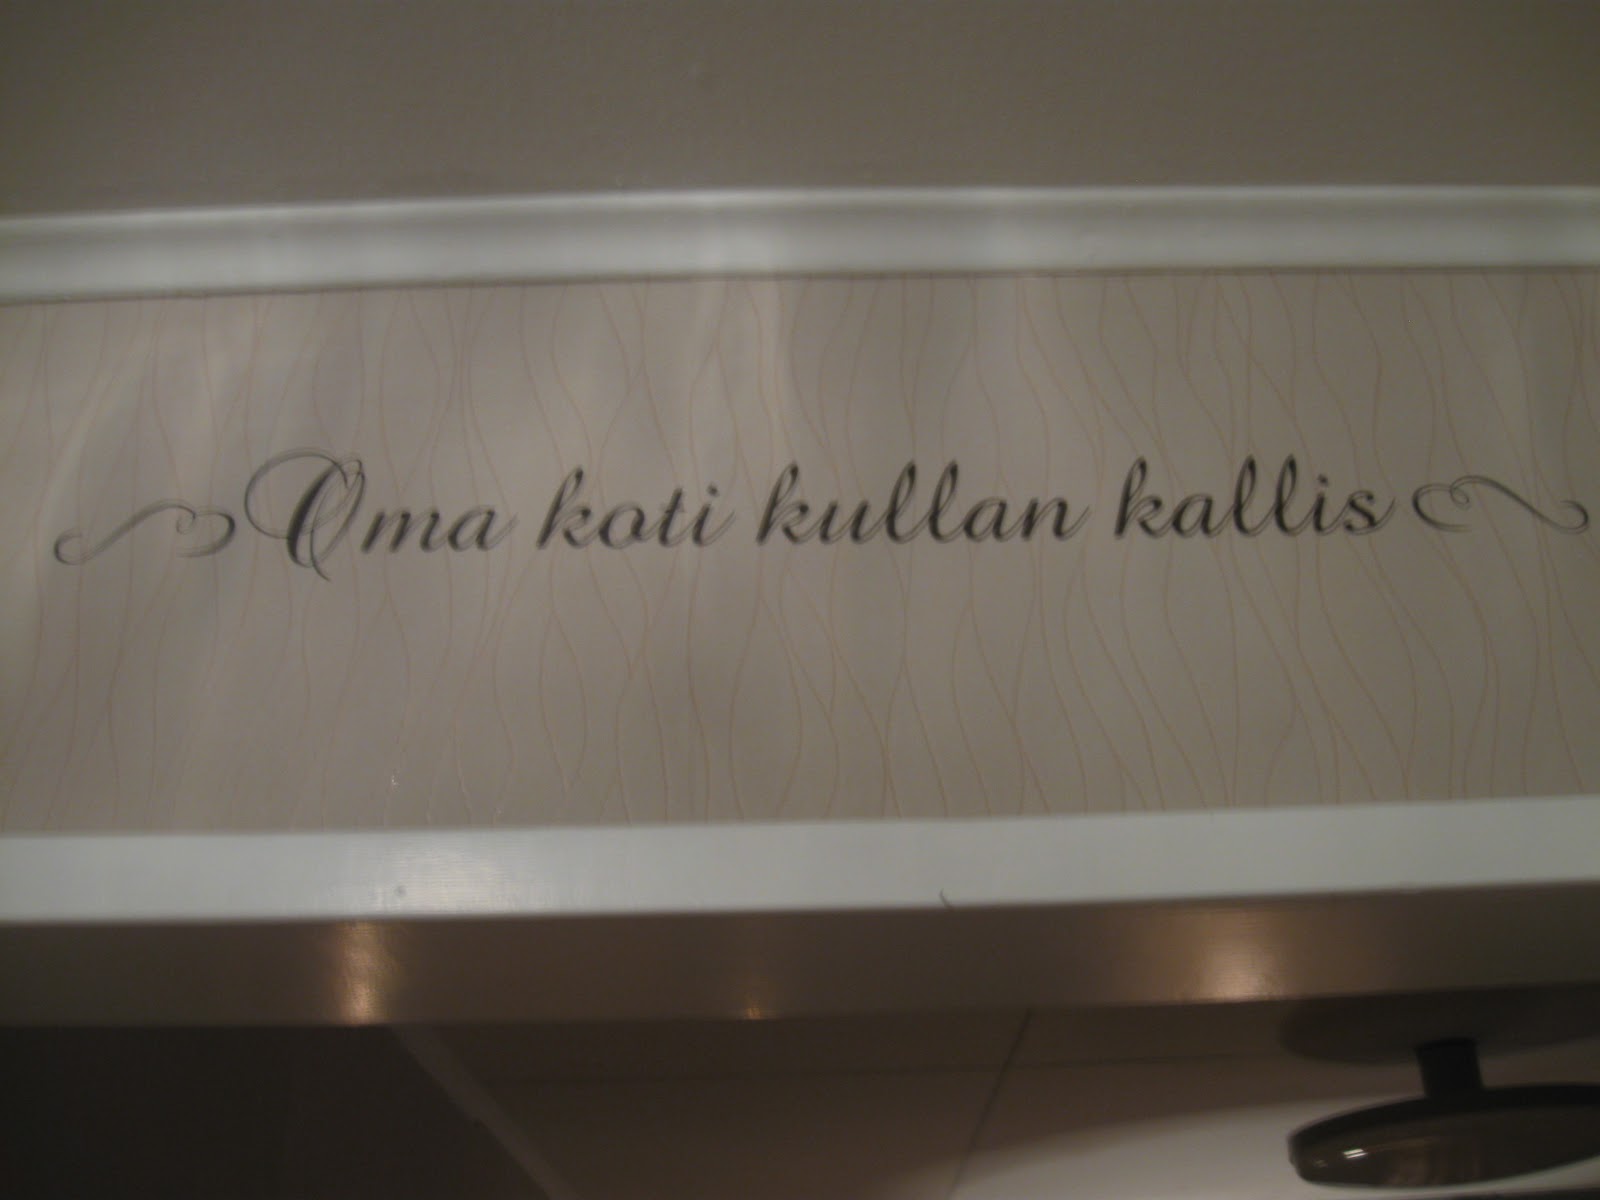 Oma koti kullan kallis